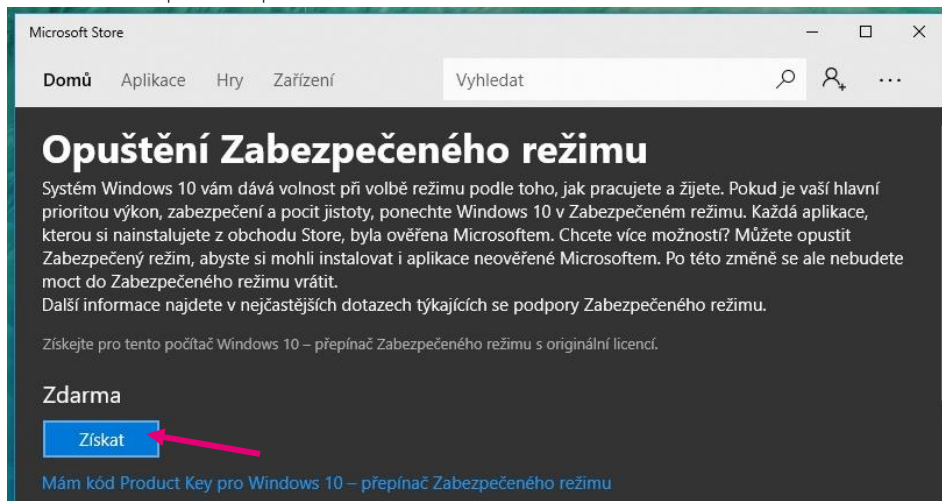 Microsoft Store
Domů Aplikace Hry Zařízení Vyhledat
Opuštění Zabezpečeného režimu
Systém Windows 10 vám dává volnost při volbě režimu podle toho, jak pracujete a žijete. Pokud je vaší hlavní
prioritou výkon, zabezpečení a pocit jistoty, ponechte Windows 10 v Zabezpečeném režimu. Každá aplikace,
kterou si nainstalujete z obchodu Store, byla ověřena Microsoftem. Chcete více možností? Můžete opustit
Zabezpečený režim, abyste si mohli instalovat i aplikace neověřené Microsoftem. Po této změně se ale nebudete
moct do Zabezpečeného režimu vrátit.
Další informace najdete v nejčastějších dotazech týkajících se podpory Zabezpečeného režimu.
Získejte pro tento počítač Windows 10 – přepínač Zabezpečeného režimu s originální licencí.
Zdarma
Získat
Mám kód Product Key pro Windows 10 – přepínač Zabezpečeného režimu